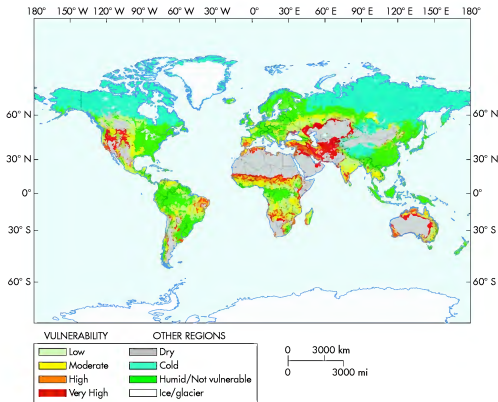 180° 150° W 120° W 90° W 60° W 30° W 0° 30° E 60° E 90° E 120° E 150° E 180°
60° N 60° N
30° N 30° N
0° 0°
30° S 30° S
60° S 60° S
VULNERABILITY OTHER REGIONS
Low Dry
Moderate Cold
High Humid/Not vulnerable
Very High Ice/glacier
0 3000 km
0 3000 mi